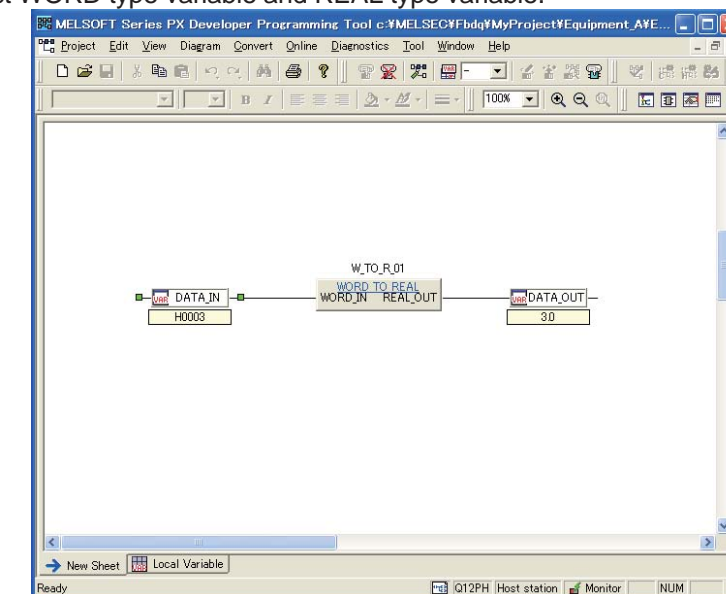 WORD type variable and REAL type variable.
MELSOFT Series PX Developer Programming Tool c:¥MELSEC¥Fbdq¥MyProject¥Equipment_A¥E...
Project Edit View Diagram Convert Online Diagnostics Tool Window Help
100%
W_TO_R_01
WORD TO REAL
DATA_IN WORD_IN REAL_OUT VAR DATA_OUT
H0003 3.0
New Sheet Local Variable
Ready Q12PH Host station Monitor NUM